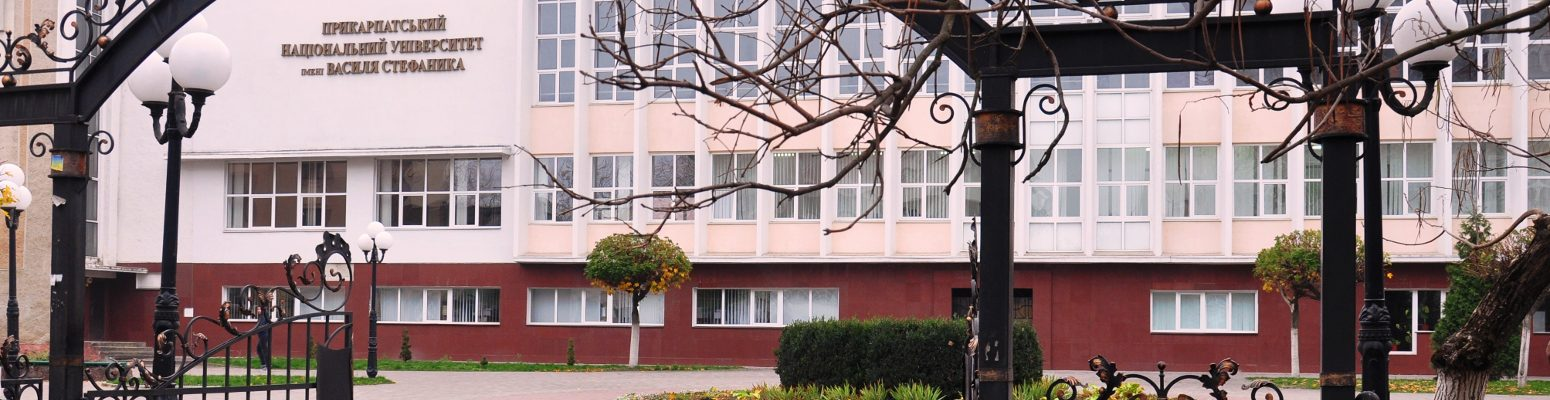 ПРИКАРПАТСЬКИЙ
НАЦІОНАЛЬНИЙ УНІВЕРСИТЕТ
ІМЕНІ ВАСИЛЯ СТЕФАНИКА